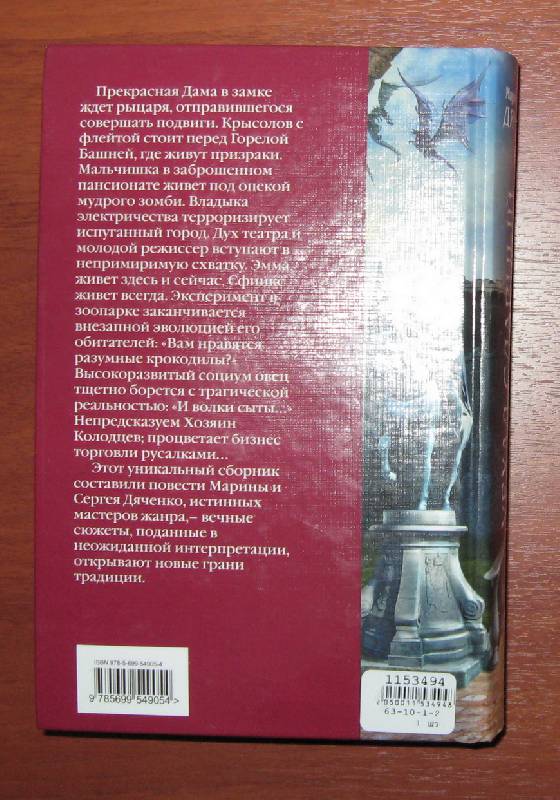 Прекрасная Дама в замке
ждет рыцаря, отправившегося
совершать подвиги. Крысолов с
флейтой стоит перед Горелой
Башней, где живут призраки.
Мальчишка в заброшенном
пансионате живет под опекой
мудрого зомби. Владыка
электричества терроризирует
испуганный город. Дух театра и
молодой режиссер вступают в
непримиримую схватку. Эмма
живет здесь и сейчас, Сфинкс
живет всегда. Эксперимент в
зоопарке заканчивается
внезапной эволюцией его
обитателей: «Вам нравятся
разумные крокодилы?»
Высокоразвитый социум овец
тщетно борется с трагической
реальностью: «И волки сыты...»
Непредсказуем Хозяин
Колодцев; процветает бизнес
торговли русалками...
Этот уникальный сборник
составили повести Марины и
Сергея Дяченко, истинных
мастеров жанра,– вечные
сюжеты, поданные в
неожиданной интерпретации,
открывают новые грани
традиции.
ISBN 978-5-699-54905-4
9 785699 549054 >
1153494
2050011534948
63-10-1-2
1 шт